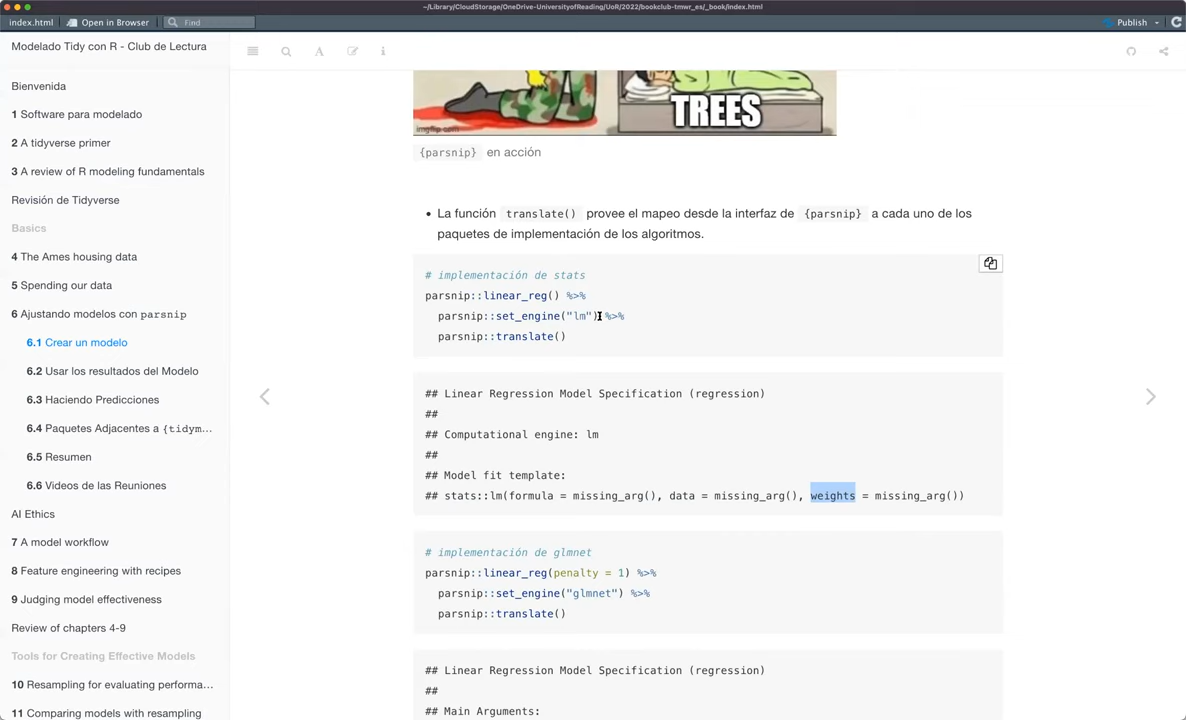 ~/Library/CloudStorage/OneDrive-UniversityofReading/UoR/2022/bookclub-tmwr_es/_book/index.html
index.html
Open in Browser
Find
Publish
Modelado Tidy con R - Club de Lectura
Bienvenida
1 Software para modelado
2 A tidyverse primer
3 A review of R modeling fundamentals
Revisión de Tidyverse
Basics
4 The Ames housing data
5 Spending our data
6 Ajustando modelos con parsnip
6.1 Crear un modelo
6.2 Usar los resultados del Modelo
6.3 Haciendo Predicciones
6.4 Paquetes Adjacentes a {tidym...
6.5 Resumen
6.6 Videos de las Reuniones
AI Ethics
7 A model workflow
8 Feature engineering with recipes
9 Judging model effectiveness
Review of chapters 4-9
Tools for Creating Effective Models
10 Resampling for evaluating performa...
11 Comparing models with resampling
TREES
imgflip.com
{parsnip} en acción
• La función translate() provee el mapeo desde la interfaz de {parsnip} a cada uno de los
paquetes de implementación de los algoritmos.
# implementación de stats
parsnip::linear_reg() %>%
parsnip::set_engine("lm") %>%
parsnip::translate()
## Linear Regression Model Specification (regression)
##
## Computational engine: lm
##
## Model fit template:
## stats::lm(formula = missing_arg(), data = missing_arg(), weights = missing_arg())
# implementación de glmnet
parsnip::linear_reg(penalty = 1) %>%
parsnip::set_engine("glmnet") %>%
parsnip::translate()
## Linear Regression Model Specification (regression)
##
## Main Arguments: